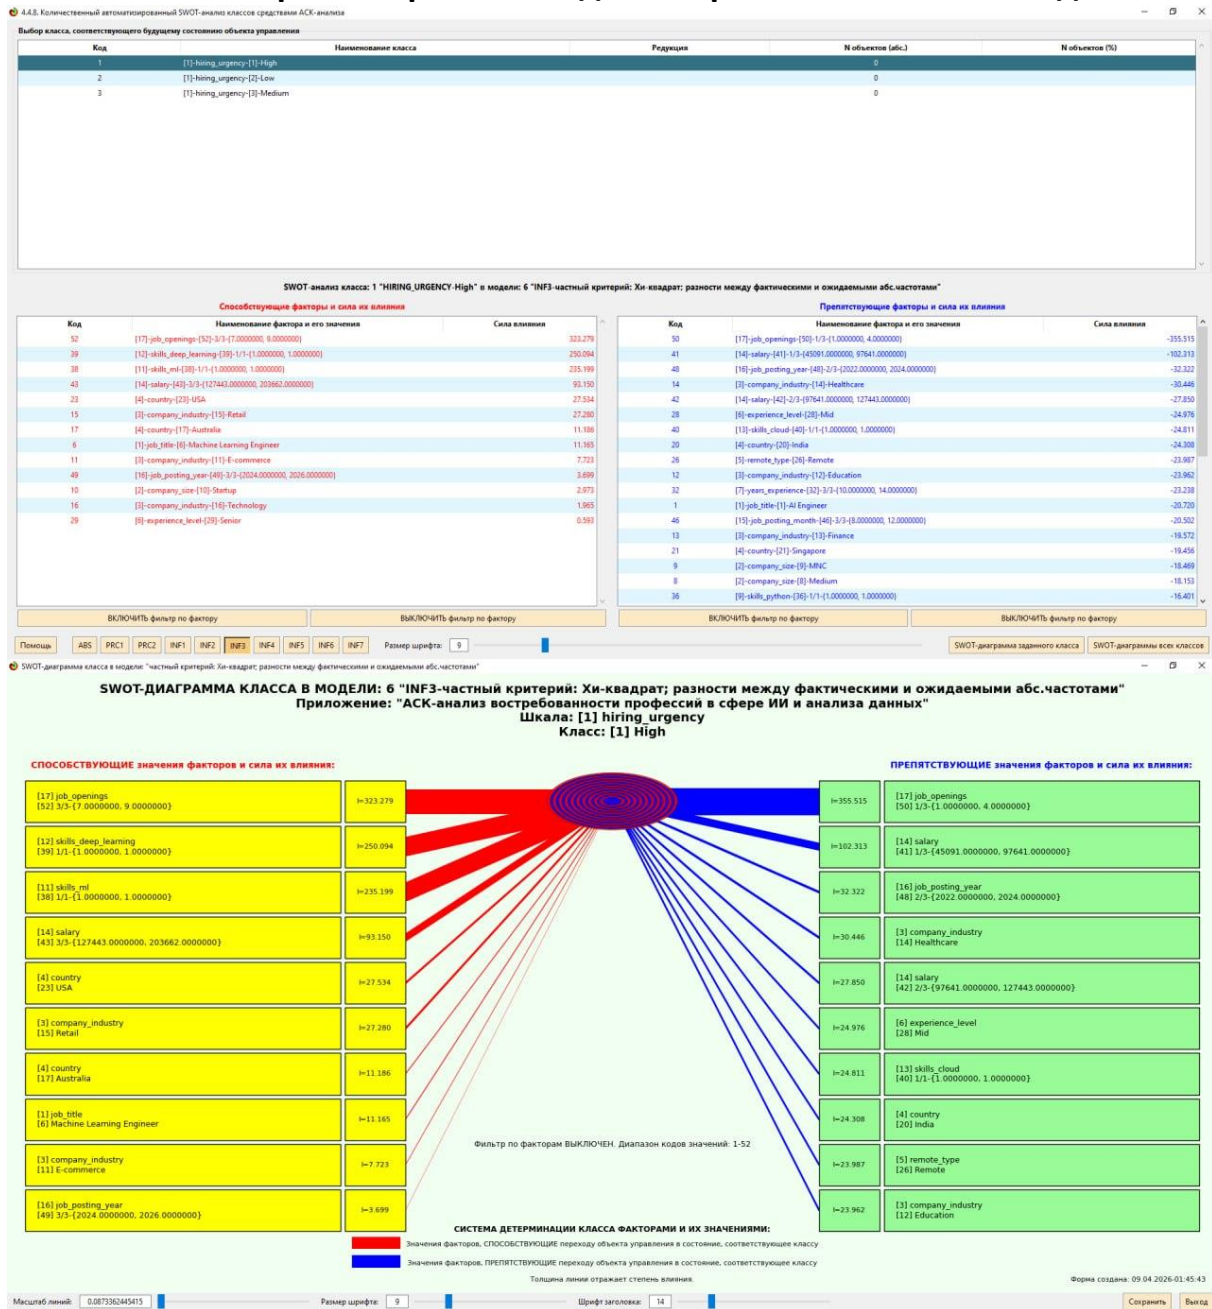 4.4.8. Количественный автоматизированный SWOT-анализ классов средствами АСК-анализа
Выбор класса, соответствующего будущему состоянию объекта управления
Код Наименование класса Редукция N объектов (абс.) N объектов (%)
1 [1]-hiring_urgency-[1]-High 0
2 [1]-hiring_urgency-[2]-Low 0
3 [1]-hiring_urgency-[3]-Medium 0
SWOT-анализ класса: 1 "HIRING_URGENCY-High" в модели: 6 "INF3-частный критерий: Хи-квадрат; разности между фактическими и ожидаемыми абс.частотами"
Способствующие факторы и сила их влияния
Код Наименование фактора и его значения Сила влияния
52 [17]-job_openings-[52]-3/3-{7.0000000, 9.0000000} 323.279
39 [12]-skills_deep_learning-[39]-1/1-{1.0000000, 1.0000000} 250.094
38 [11]-skills_ml-[38]-1/1-{1.0000000, 1.0000000} 235.199
43 [14]-salary-[43]-3/3-{127443.0000000, 203662.0000000} 93.150
23 [4]-country-[23]-USA 27.534
15 [3]-company_industry-[15]-Retail 27.280
17 [4]-country-[17]-Australia 11.186
6 [1]-job_title-[6]-Machine Learning Engineer 11.165
11 [3]-company_industry-[11]-E-commerce 7.723
49 [16]-job_posting_year-[49]-3/3-{2024.0000000, 2026.0000000} 3.699
10 [2]-company_size-[10]-Startup 2.973
16 [3]-company_industry-[16]-Technology 1.965
29 [6]-experience_level-[29]-Senior 0.593
Препятствующие факторы и сила их влияния
Код Наименование фактора и его значения Сила влияния
50 [17]-job_openings-[50]-1/3-{1.0000000, 4.0000000} -355.515
41 [14]-salary-[41]-1/3-{45091.0000000, 97641.0000000} -102.313
48 [16]-job_posting_year-[48]-2/3-{2022.0000000, 2024.0000000} -32.322
14 [3]-company_industry-[14]-Healthcare -30.446
42 [14]-salary-[42]-2/3-{97641.0000000, 127443.0000000} -27.850
28 [6]-experience_level-[28]-Mid -24.976
40 [13]-skills_cloud-[40]-1/1-{1.0000000, 1.0000000} -24.811
20 [4]-country-[20]-India -24.308
26 [5]-remote_type-[26]-Remote -23.987
12 [3]-company_industry-[12]-Education -23.962
32 [7]-years_experience-[32]-3/3-{10.0000000, 14.0000000} -23.238
1 [1]-job_title-[1]-AI Engineer -20.720
46 [15]-job_posting_month-[46]-3/3-{8.0000000, 12.0000000} -20.502
13 [3]-company_industry-[13]-Finance -19.572
21 [4]-country-[21]-Singapore -19.456
9 [2]-company_size-[9]-MNC -18.469
8 [2]-company_size-[8]-Medium -18.153
36 [9]-skills_python-[36]-1/1-{1.0000000, 1.0000000} -16.401
ВКЛЮЧИТЬ фильтр по фактору ВЫКЛЮЧИТЬ фильтр по фактору ВКЛЮЧИТЬ фильтр по фактору ВЫКЛЮЧИТЬ фильтр по фактору
Помощь ABS PRC1 PRC2 INF1 INF2 INF3 INF4 INF5 INF6 INF7 Размер шрифта: 9 SWOT-диаграмма заданного класса SWOT-диаграммы всех классов
SWOT-диаграмма класса в модели: "частный критерий: Хи-квадрат; разности между фактическими и ожидаемыми абс.частотами"
SWOT-ДИАГРАММА КЛАССА В МОДЕЛИ: 6 "INF3-частный критерий: Хи-квадрат; разности между фактическими и ожидаемыми абс.частотами"
Приложение: "АСК-анализ востребованности профессий в сфере ИИ и анализа данных"
Шкала: [1] hiring_urgency
Класс: [1] High
СПОСОБСТВУЮЩИЕ значения факторов и сила их влияния:
[17] job_openings
[52] 3/3-{7.0000000, 9.0000000}
I=323.279
[12] skills_deep_learning
[39] 1/1-{1.0000000, 1.0000000}
I=250.094
[11] skills_ml
[38] 1/1-{1.0000000, 1.0000000}
I=235.199
[14] salary
[43] 3/3-{127443.0000000, 203662.0000000}
I=93.150
[4] country
[23] USA
I=27.534
[3] company_industry
[15] Retail
I=27.280
[4] country
[17] Australia
I=11.186
[1] job_title
[6] Machine Learning Engineer
I=11.165
[3] company_industry
[11] E-commerce
I=7.723
[16] job_posting_year
[49] 3/3-{2024.0000000, 2026.0000000}
I=3.699
ПРЕПЯТСТВУЮЩИЕ значения факторов и сила их влияния:
I=355.515
[17] job_openings
[50] 1/3-{1.0000000, 4.0000000}
I=102.313
[14] salary
[41] 1/3-{45091.0000000, 97641.0000000}
I=32.322
[16] job_posting_year
[48] 2/3-{2022.0000000, 2024.0000000}
I=30.446
[3] company_industry
[14] Healthcare
I=27.850
[14] salary
[42] 2/3-{97641.0000000, 127443.0000000}
I=24.976
[6] experience_level
[28] Mid
I=24.811
[13] skills_cloud
[40] 1/1-{1.0000000, 1.0000000}
I=24.308
[4] country
[20] India
I=23.987
[5] remote_type
[26] Remote
I=23.962
[3] company_industry
[12] Education
Фильтр по факторам ВЫКЛЮЧЕН. Диапазон кодов значений: 1-52
СИСТЕМА ДЕТЕРМИНАЦИИ КЛАССА ФАКТОРАМИ И ИХ ЗНАЧЕНИЯМИ:
Значения факторов, СПОСОБСТВУЮЩИЕ переходу объекта управления в состояние, соответствующее классу
Значения факторов, ПРЕПЯТСТВУЮЩИЕ переходу объекта управления в состояние, соответствующее классу
Толщина линии отражает степень влияния.
Форма создана: 09.04.2026-01:45:43
Масштаб линий: 0.0873362445415 Размер шрифта: 9 Шрифт заголовка: 14 Сохранить Выход